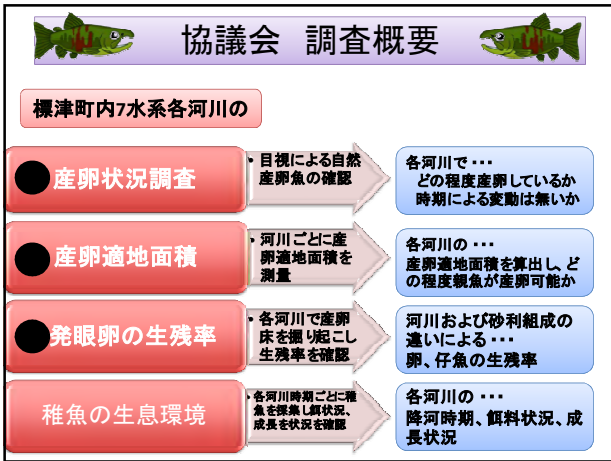 協議会 調査概要
標津町内7水系各河川の
● 産卵状況調査
• 目視による自然
産卵魚の確認
各河川で・・・
どの程度産卵しているか
時期による変動は無いか
● 産卵適地面積
• 河川ごとに産
卵適地面積を
測量
各河川の・・・
産卵適地面積を算出し、ど
の程度親魚が産卵可能か
● 発眼卵の生残率
• 各河川で産卵
床を掘り起こし
生残率を確認
河川および砂利組成の
違いによる・・・
卵、仔魚の生残率
稚魚の生息環境
• 各河川時期ごとに稚
魚を採集し餌状況、
成長を状況を確認
各河川の・・・
降河時期、餌料状況、成
長状況